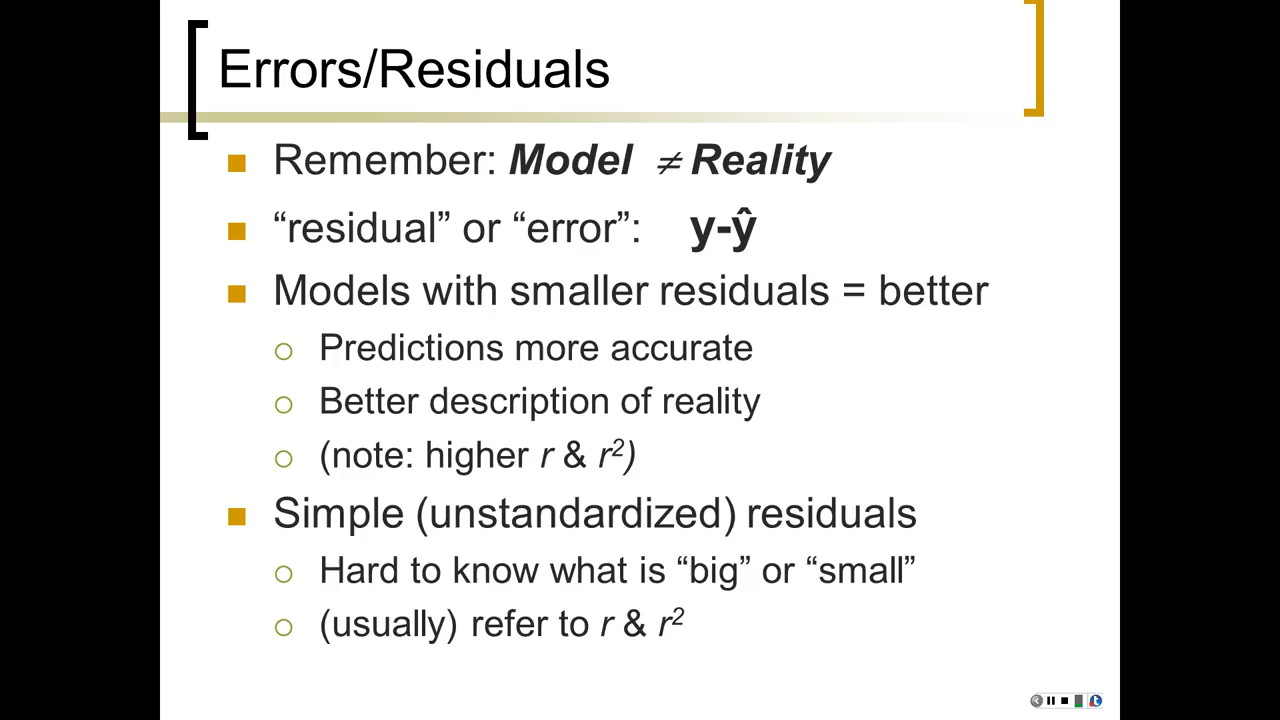 Errors/Residuals
Remember: Model ≠ Reality
“residual” or “error”: y-ŷ
Models with smaller residuals = better
Predictions more accurate
Better description of reality
(note: higher r & r²)
Simple (unstandardized) residuals
Hard to know what is “big” or “small”
(usually) refer to r & r²